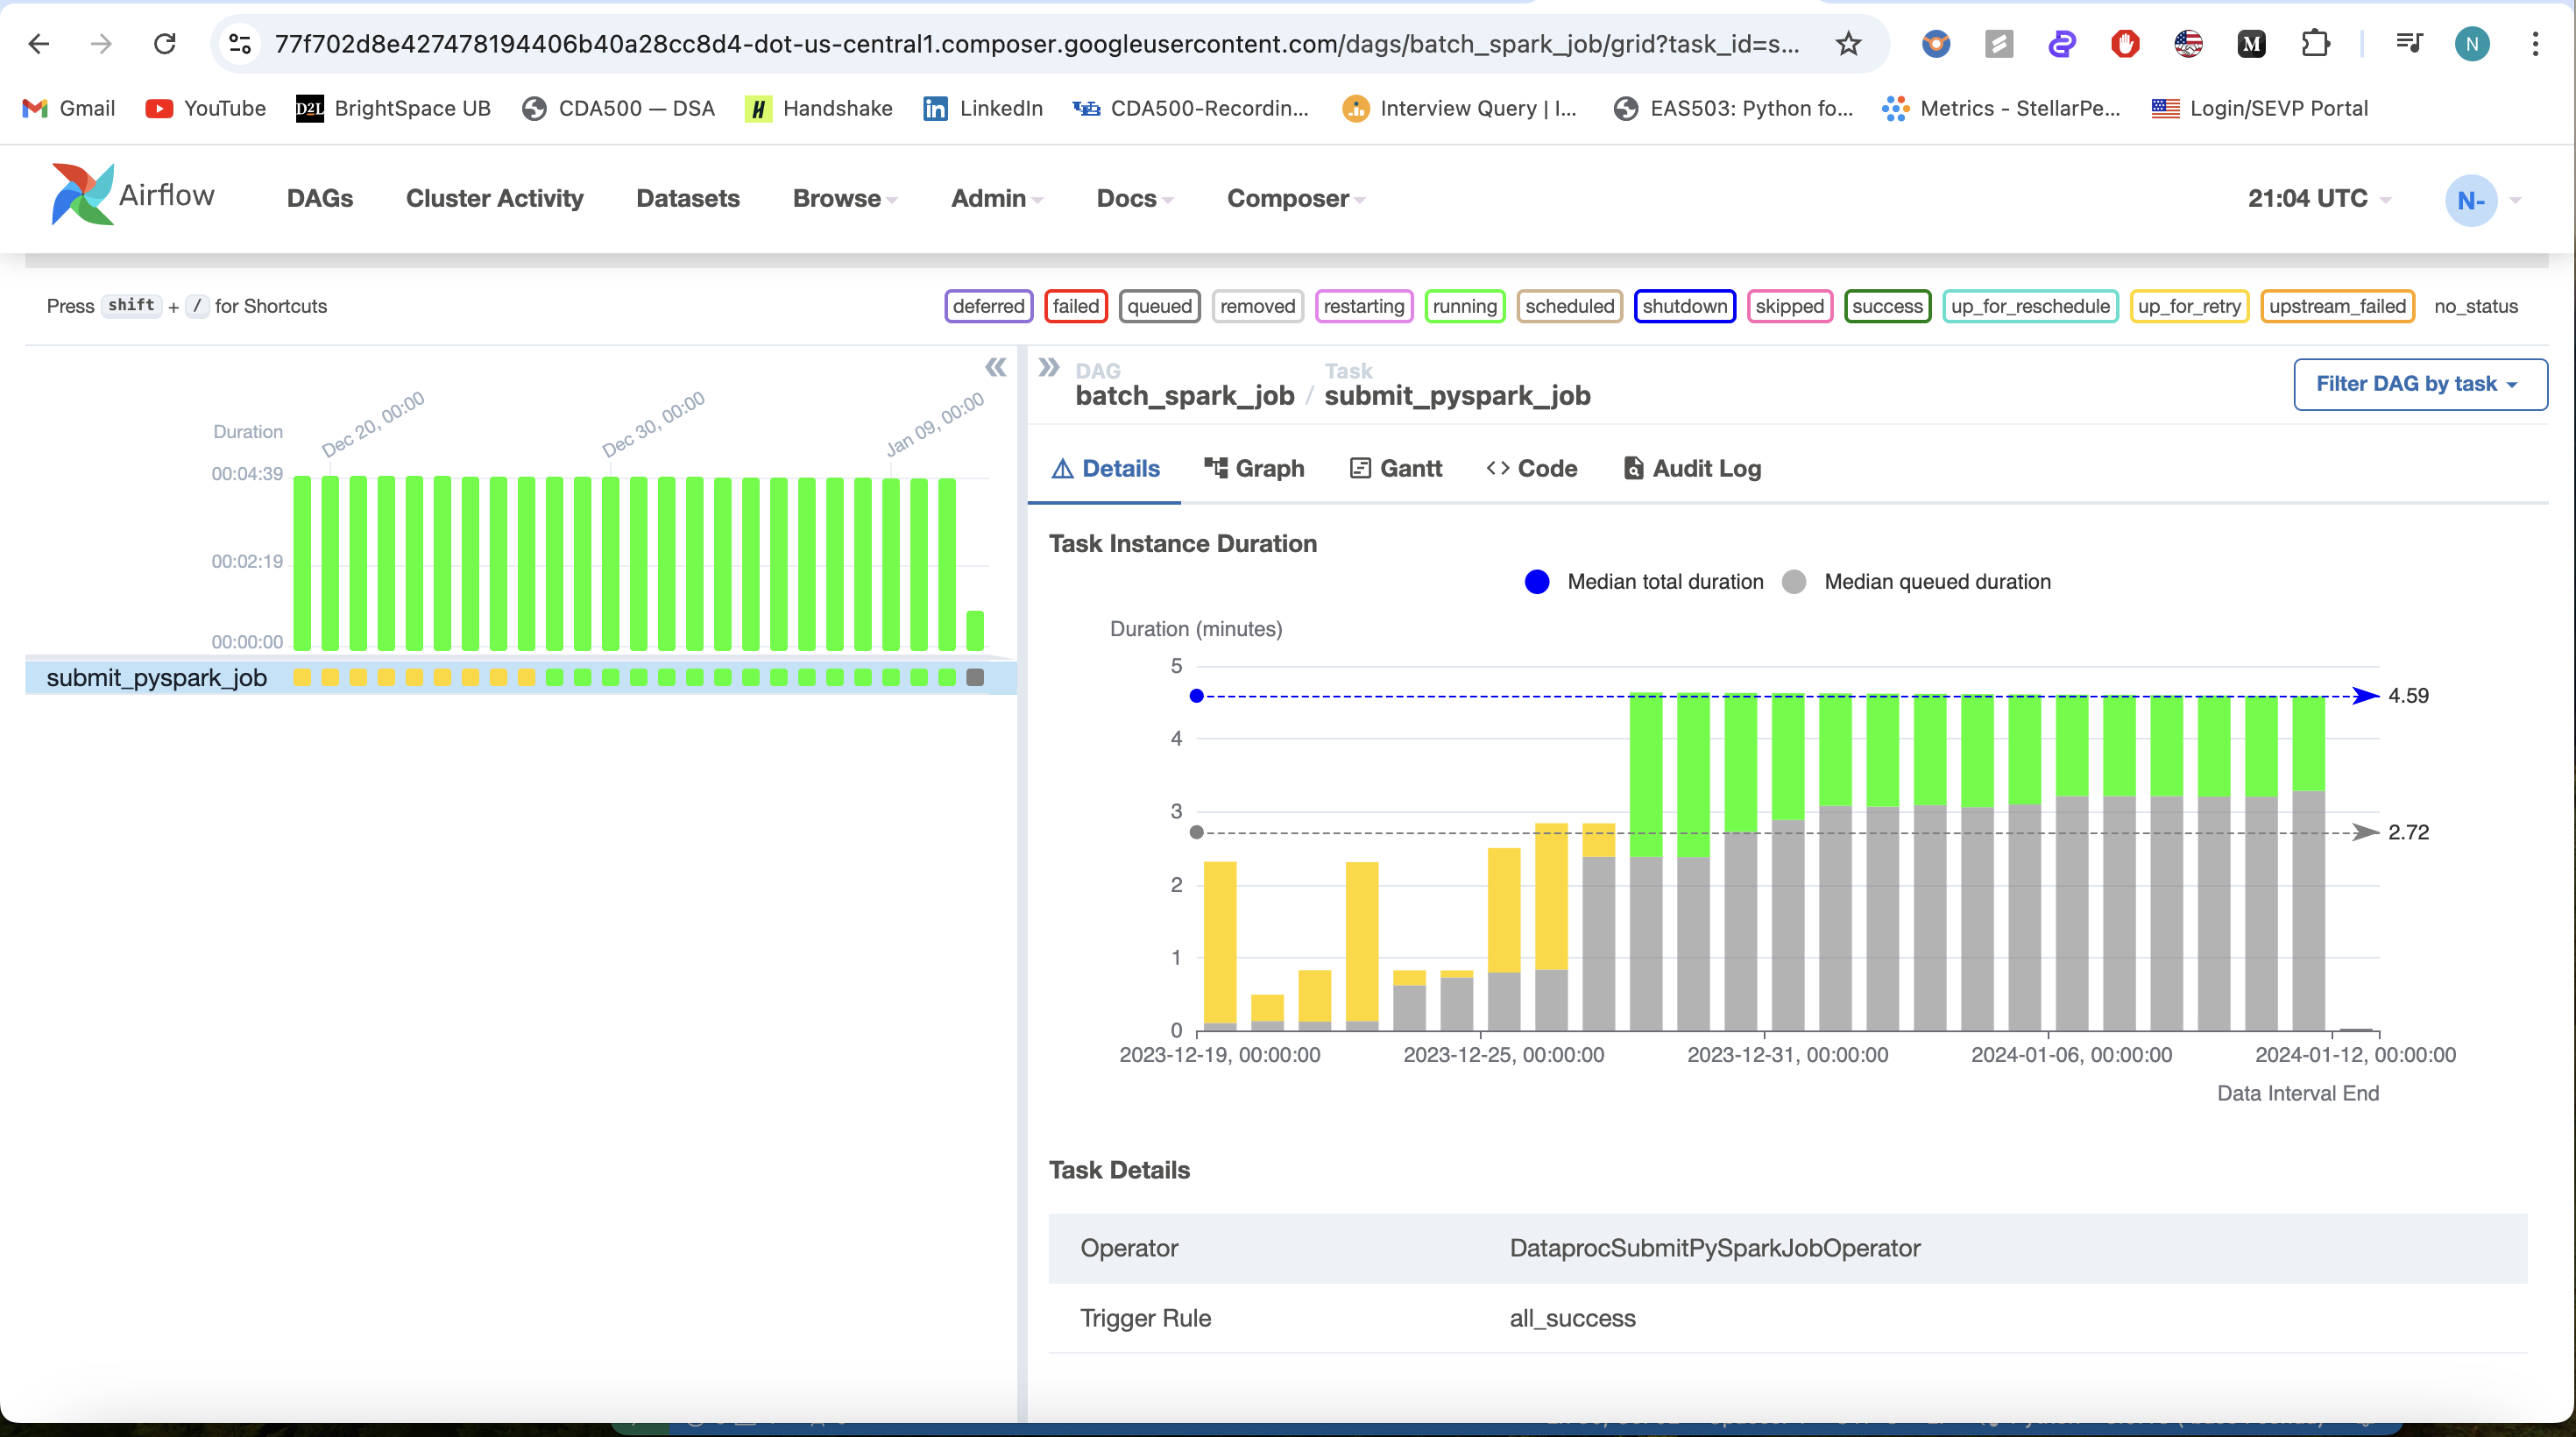 77f702d8e427478194406b40a28cc8d4-dot-us-central1.composer.googleusercontent.com/dags/batch_spark_job/grid?task_id=s...
M
N
Gmail YouTube D2L BrightSpace UB CDA500 — DSA H Handshake in LinkedIn CDA500-Recordin... Interview Query | I... EAS503: Python fo... Metrics - StellarPe... Login/SEVP Portal
Airflow DAGs Cluster Activity Datasets Browse Admin Docs Composer 21:04 UTC N-
Press shift + / for Shortcuts
deferred failed queued removed restarting running scheduled shutdown skipped success up_for_reschedule up_for_retry upstream_failed no_status
Duration
Dec 20, 00:00
Dec 30, 00:00
Jan 09, 00:00
00:04:39
00:02:19
00:00:00
submit_pyspark_job
DAG Task
batch_spark_job / submit_pyspark_job
Filter DAG by task
Details Graph Gantt Code Audit Log
Task Instance Duration
Median total duration Median queued duration
Duration (minutes)
5
4.59
4
3
2.72
2
1
0
2023-12-19, 00:00:00 2023-12-25, 00:00:00 2023-12-31, 00:00:00 2024-01-06, 00:00:00 2024-01-12, 00:00:00
Data Interval End
Task Details
Operator DataprocSubmitPySparkJobOperator
Trigger Rule all_success